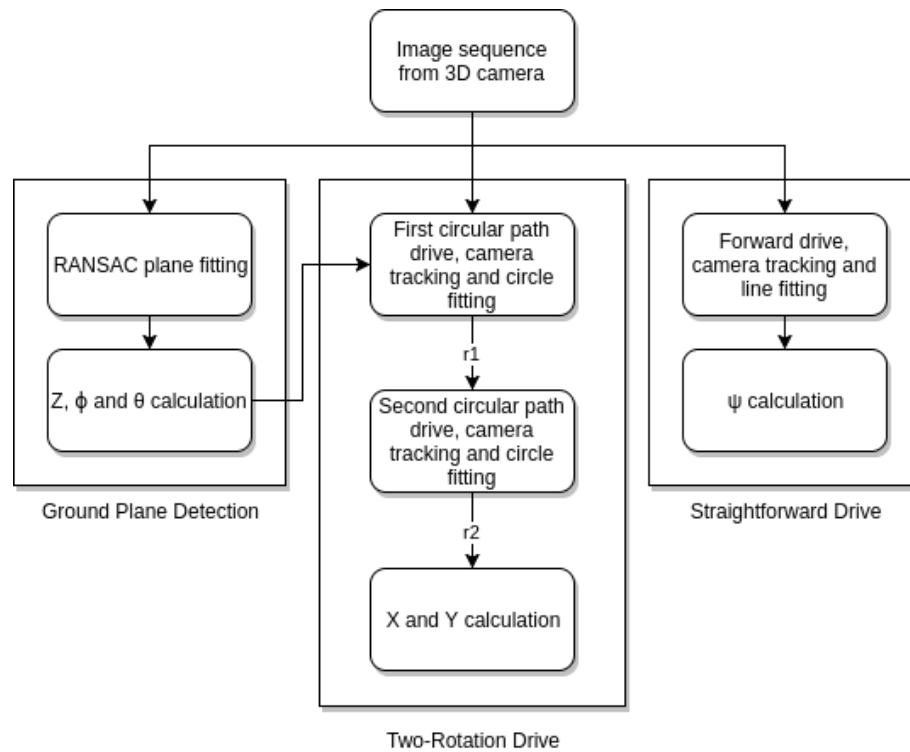 Image sequence
from 3D camera
RANSAC plane fitting
Z, ϕ and θ calculation
Ground Plane Detection
First circular path
drive, camera
tracking and circle
fitting
r1
Second circular path
drive, camera
tracking and circle
fitting
r2
X and Y calculation
Two-Rotation Drive
Forward drive,
camera tracking and
line fitting
ψ calculation
Straightforward Drive